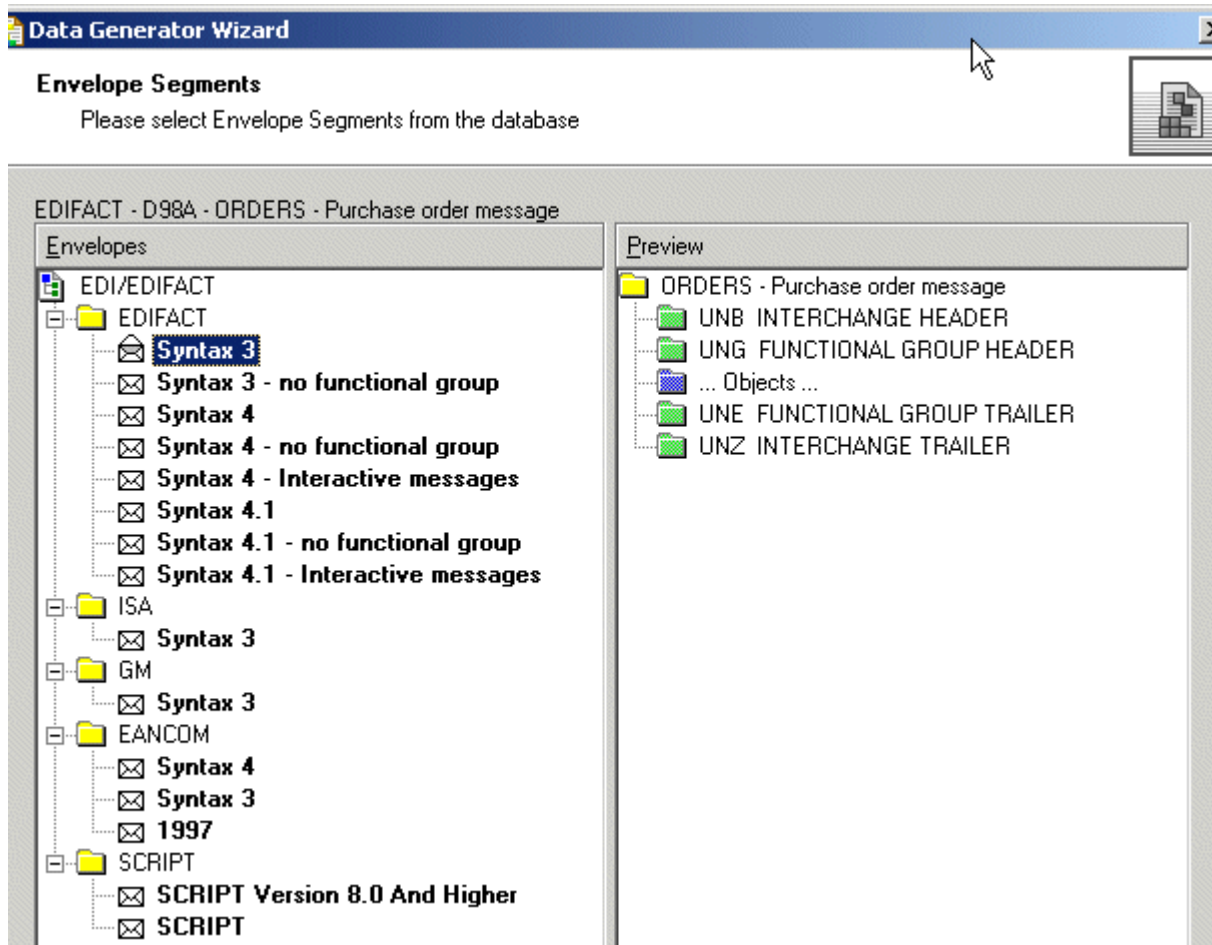 Data Generator Wizard
Envelope Segments
Please select Envelope Segments from the database
EDIFACT - D98A - ORDERS - Purchase order message
Envelopes
EDI/EDIFACT
EDIFACT
Syntax 3
Syntax 3 - no functional group
Syntax 4
Syntax 4 - no functional group
Syntax 4 - Interactive messages
Syntax 4.1
Syntax 4.1 - no functional group
Syntax 4.1 - Interactive messages
ISA
Syntax 3
GM
Syntax 3
EANCOM
Syntax 4
Syntax 3
1997
SCRIPT
SCRIPT Version 8.0 And Higher
SCRIPT
Preview
ORDERS - Purchase order message
UNB INTERCHANGE HEADER
UNG FUNCTIONAL GROUP HEADER
... Objects ...
UNE FUNCTIONAL GROUP TRAILER
UNZ INTERCHANGE TRAILER